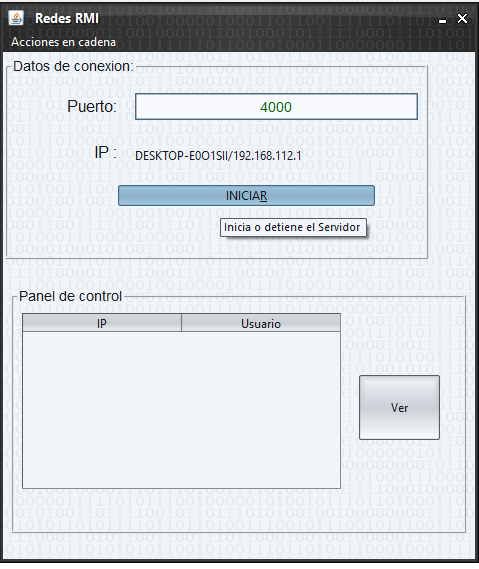 Redes RMI
Acciones en cadena
Datos de conexion:
Puerto: 4000
IP : DESKTOP-E0O1SII/192.168.112.1
INICIAR
Inicia o detiene el Servidor
Panel de control
IP Usuario
Ver